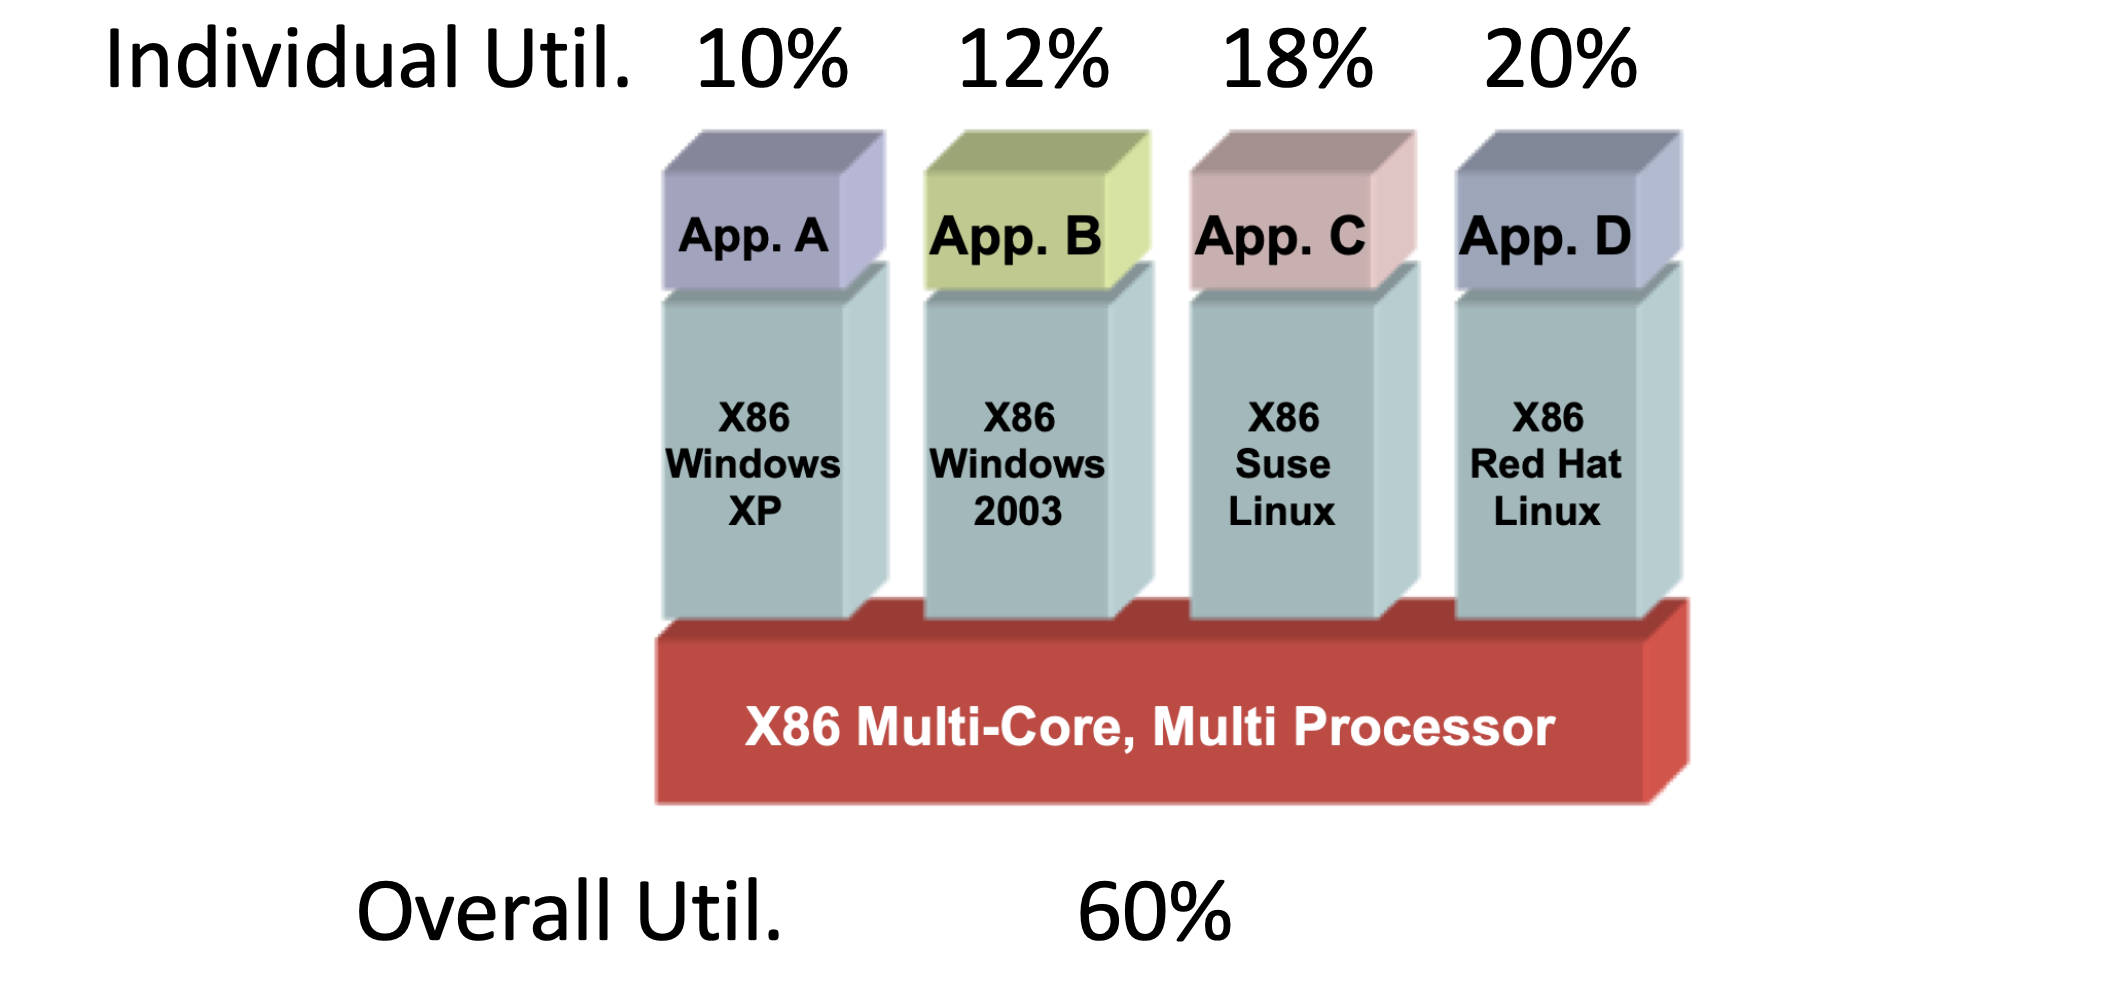 Individual Util. 10% 12% 18% 20%
App. A App. B App. C App. D
X86 X86 X86 X86
Windows Windows Suse Red Hat
XP 2003 Linux Linux
X86 Multi-Core, Multi Processor
Overall Util. 60%